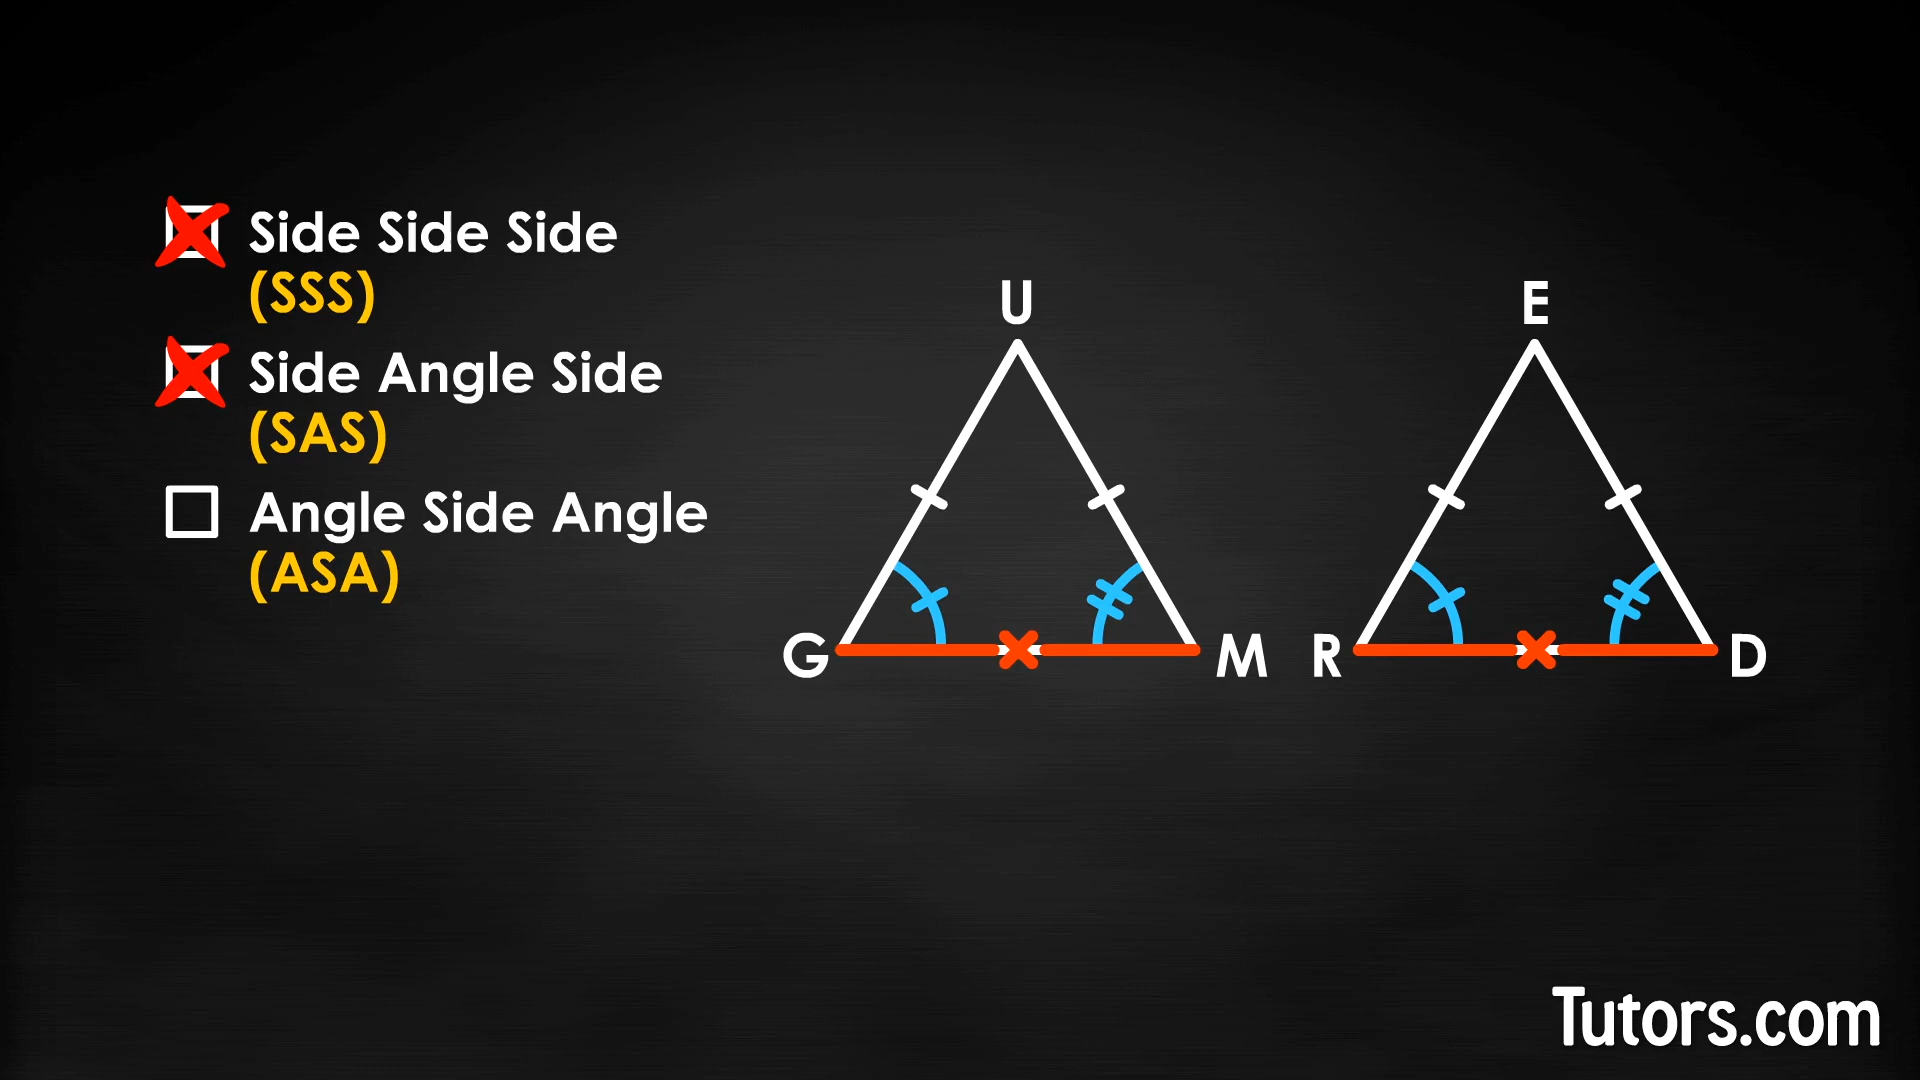 Side Side Side
(SSS)
Side Angle Side
(SAS)
Angle Side Angle
(ASA)
U
E
G
M
R
D
Tutors.com